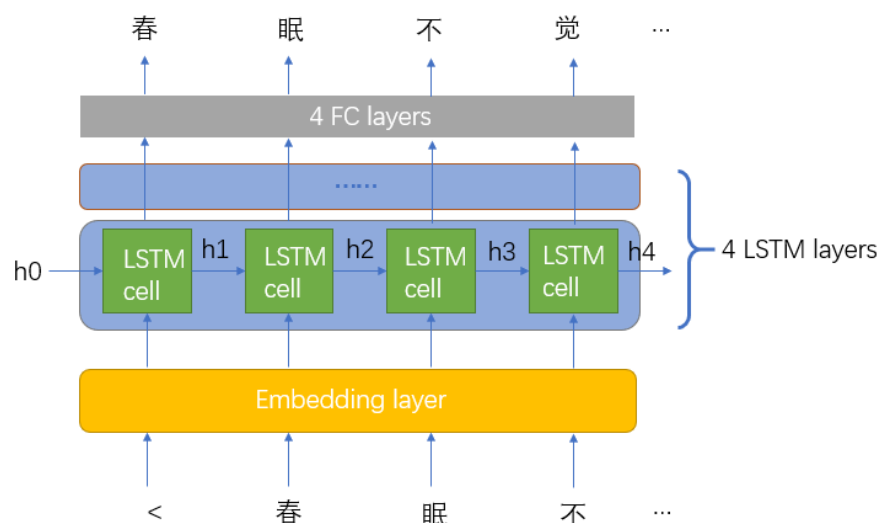 春 眠 不 觉 ...
4 FC layers
......
h0 LSTM cell h1 LSTM cell h2 LSTM cell h3 LSTM cell h4
4 LSTM layers
Embedding layer
< 春 眠 不 ...